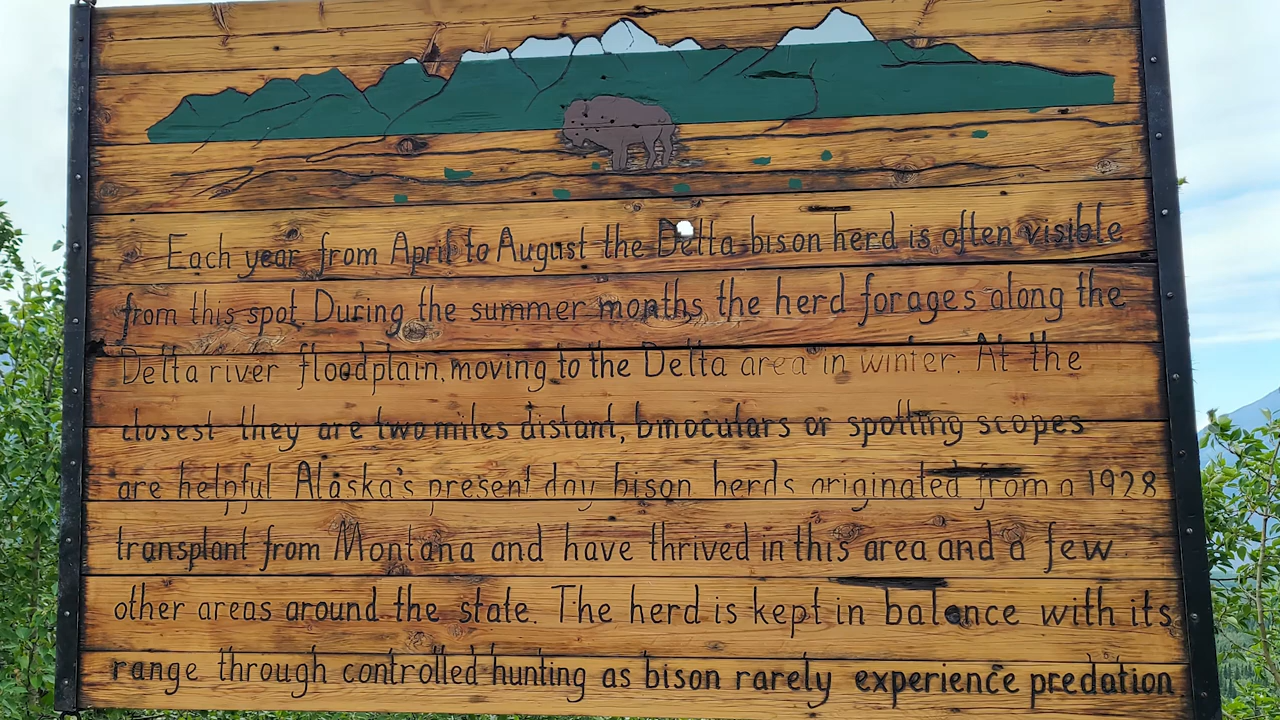 Each year from April to August the Delta bison herd is often visible
from this spot. During the summer months the herd forages along the
Delta river floodplain, moving to the Delta area in winter. At the
closest they are two miles distant, binoculars or spotting scopes
are helpful. Alaska's present day bison herds originated from a 1928
transplant from Montana and have thrived in this area and a few
other areas around the state. The herd is kept in balance with its
range through controlled hunting as bison rarely experience predation.